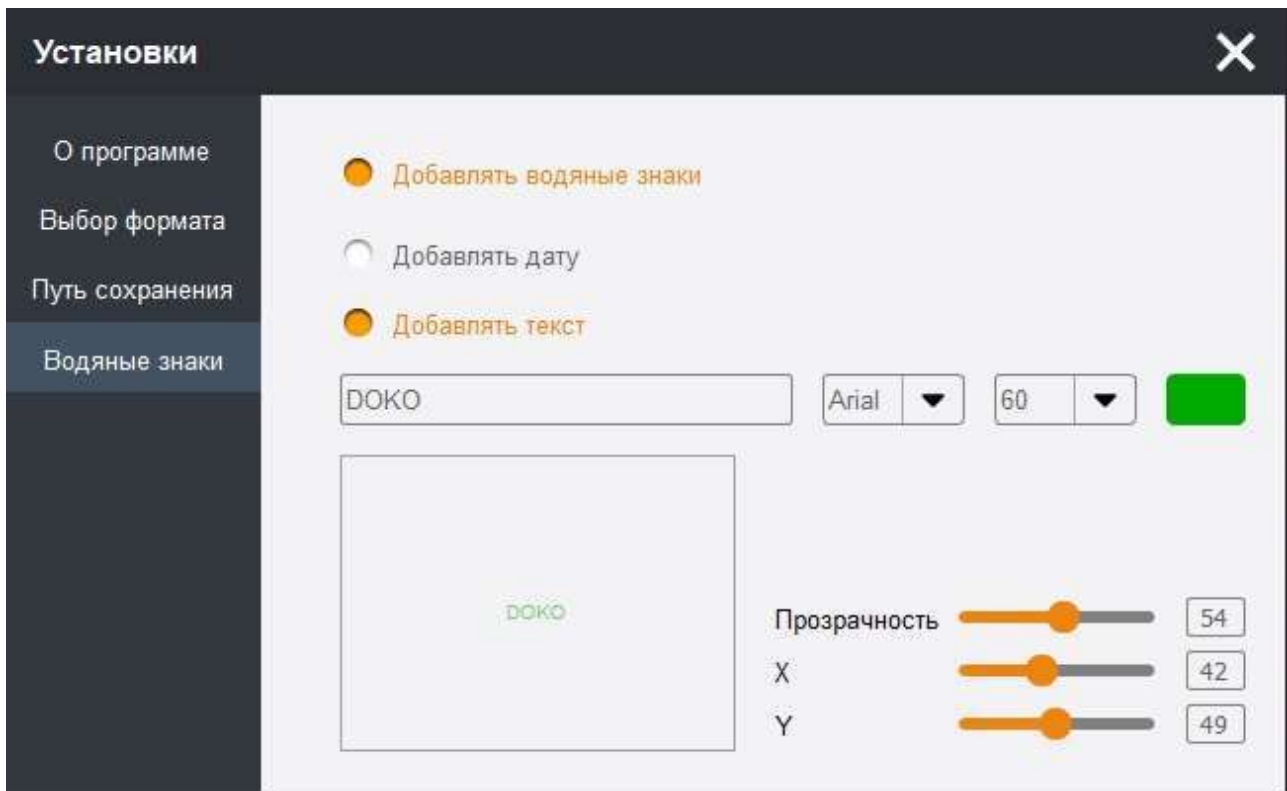 Установки
О программе
Выбор формата
Путь сохранения
Водяные знаки
Добавлять водяные знаки
Добавлять дату
Добавлять текст
DOKO Arial 60
DOKO
Прозрачность 54
X 42
Y 49